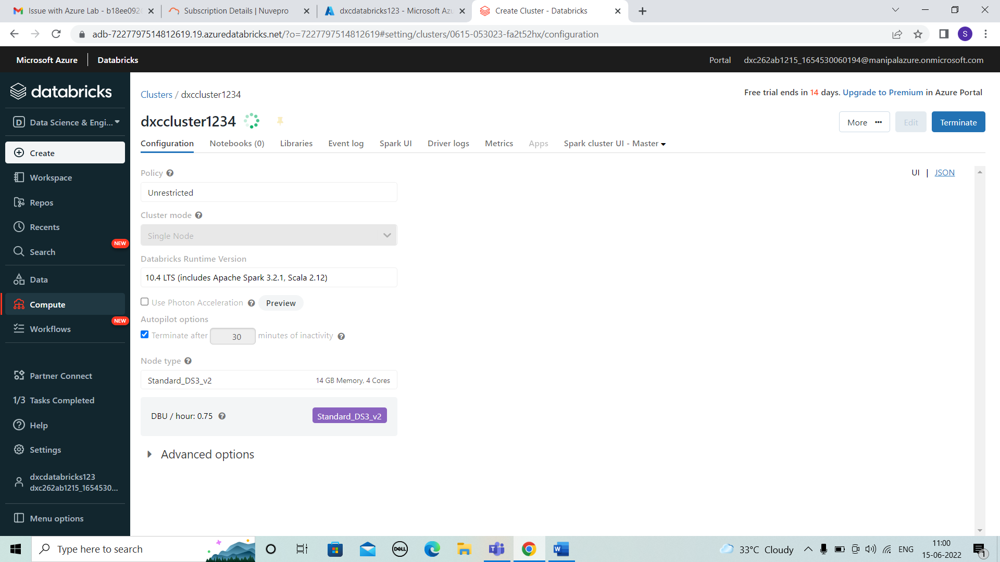 Issue with Azure Lab - b18ee092
Subscription Details | Nuvepro
dxcdatabricks123 - Microsoft Azu
Create Cluster - Databricks
adb-7227797514812619.19.azuredatabricks.net/?o=7227797514812619#setting/clusters/0615-053023-fa2t52hx/configuration
S
Microsoft Azure
Databricks
Portal
dxc262ab1215_1654530060194@manipalazure.onmicrosoft.com
databricks
D
Data Science & Engi...
Create
Workspace
Repos
Recents
NEW
Search
Data
Compute
NEW
Workflows
Partner Connect
1/3 Tasks Completed
Help
Settings
dxcdatabricks123
dxc262ab1215_1654530...
Menu options
Clusters / dxccluster1234
Free trial ends in 14 days. Upgrade to Premium in Azure Portal
dxccluster1234
More
Edit
Terminate
Configuration
Notebooks (0)
Libraries
Event log
Spark UI
Driver logs
Metrics
Apps
Spark cluster UI - Master
UI | JSON
Policy
Unrestricted
Cluster mode
Single Node
Databricks Runtime Version
10.4 LTS (includes Apache Spark 3.2.1, Scala 2.12)
Use Photon Acceleration
Preview
Autopilot options
Terminate after 30 minutes of inactivity
Node type
Standard_DS3_v2
14 GB Memory, 4 Cores
DBU / hour: 0.75
Standard_DS3_v2
Advanced options
Type here to search
DELL
W
33°C Cloudy
ENG
11:00
15-06-2022
1